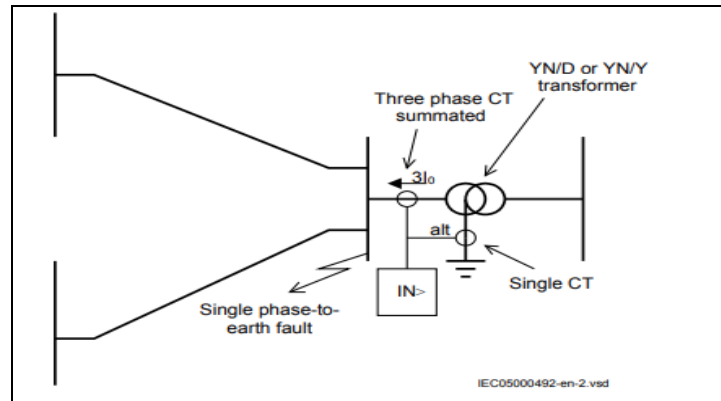 YN/D or YN/Y
transformer
Three phase CT
summated
3I₀
alt
IN>
Single CT
Single phase-to-
earth fault
IEC05000492-en-2.vsd